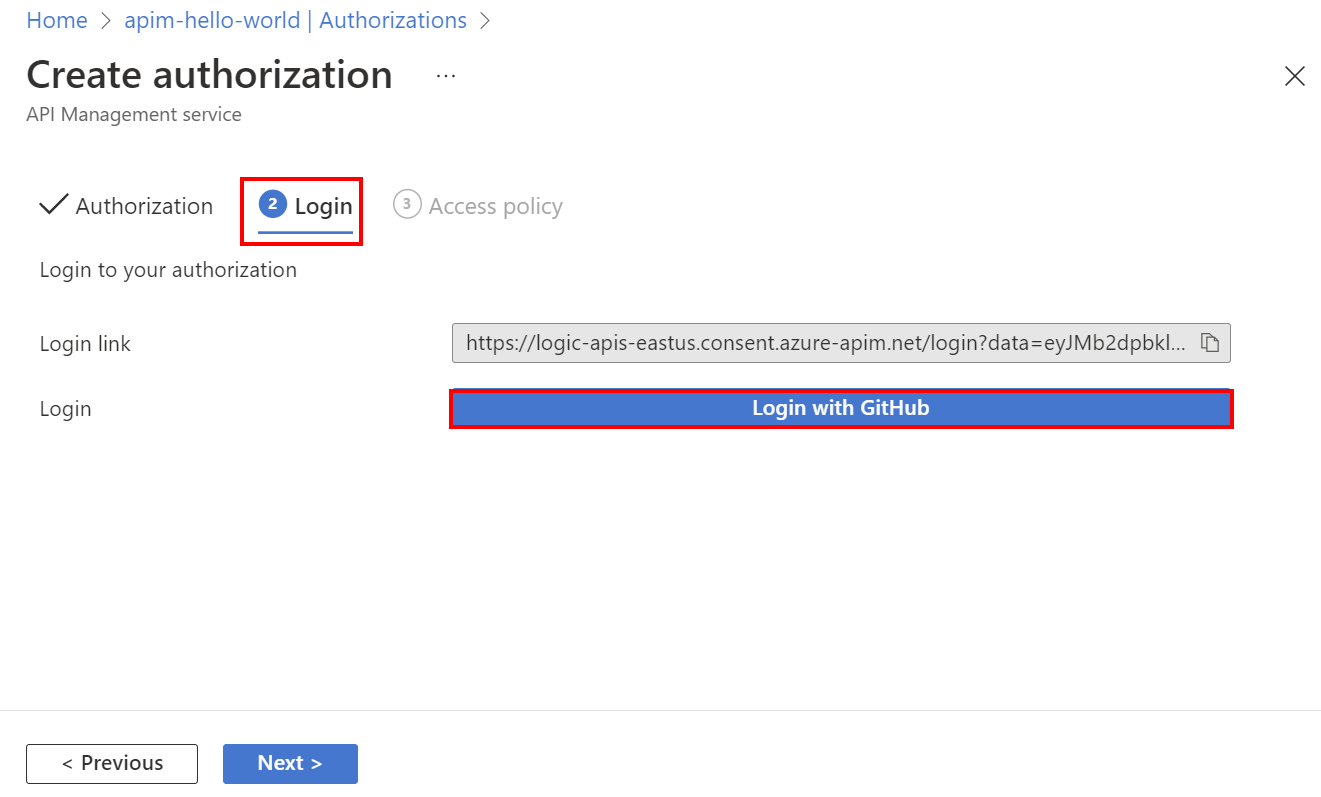 Home > apim-hello-world | Authorizations >
Create authorization ...
API Management service
Authorization 2 Login 3 Access policy
Login to your authorization
Login link https://logic-apis-eastus.consent.azure-apim.net/login?data=eyJMb2dpbkl...
Login Login with GitHub
< Previous Next >